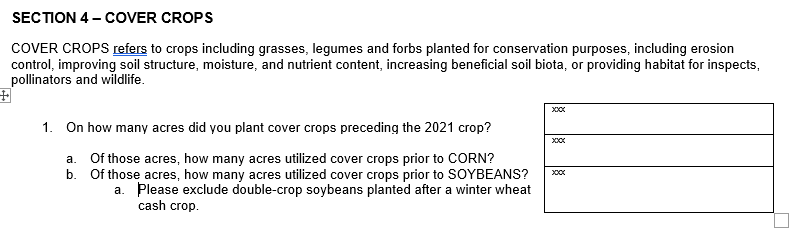 SECTION 4 – COVER CROPS
COVER CROPS refers to crops including grasses, legumes and forbs planted for conservation purposes, including erosion
control, improving soil structure, moisture, and nutrient content, increasing beneficial soil biota, or providing habitat for inspects,
pollinators and wildlife.
xxx
1. On how many acres did you plant cover crops preceding the 2021 crop?
xxx
a. Of those acres, how many acres utilized cover crops prior to CORN?
b. Of those acres, how many acres utilized cover crops prior to SOYBEANS?
xxx
a. Please exclude double-crop soybeans planted after a winter wheat
cash crop.